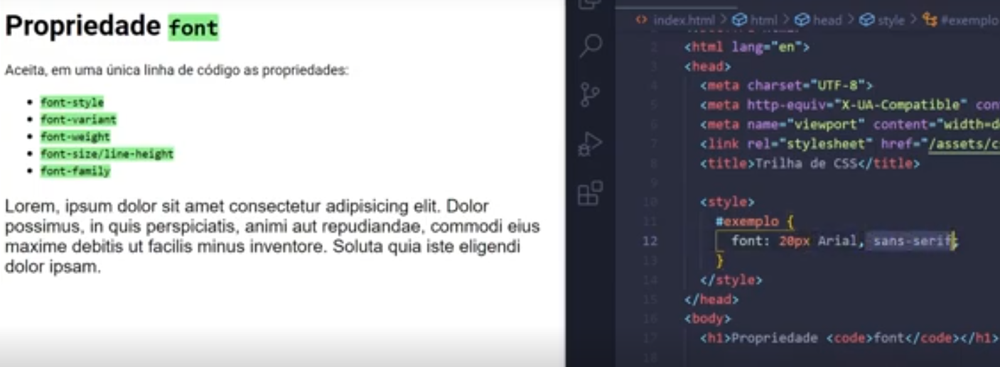 Propriedade font
Aceita, em uma única linha de código as propriedades:
font-style
font-variant
font-weight
font-size/line-height
font-family
Lorem, ipsum dolor sit amet consectetur adipisicing elit. Dolor
possimus, in quis perspiciatis, animi aut repudiandae, commodi eius
maxime debitis ut facilis minus inventore. Soluta quia iste eligendi
dolor ipsam.
index.html > html > head > style > #exemplo
2 <html lang="en">
3 <head>
4 <meta charset="UTF-8">
5 <meta http-equiv="X-UA-Compatible" con
6 <meta name="viewport" content="width=d
7 <link rel="stylesheet" href="/assets/c
8 <title>Trilha de CSS</title>
9
10 <style>
11 #exemplo {
12 font: 20px Arial, sans-serif;
13 }
14 </style>
15 </head>
16 <body>
17 <h1>Propriedade <code>font</code></h1>
18